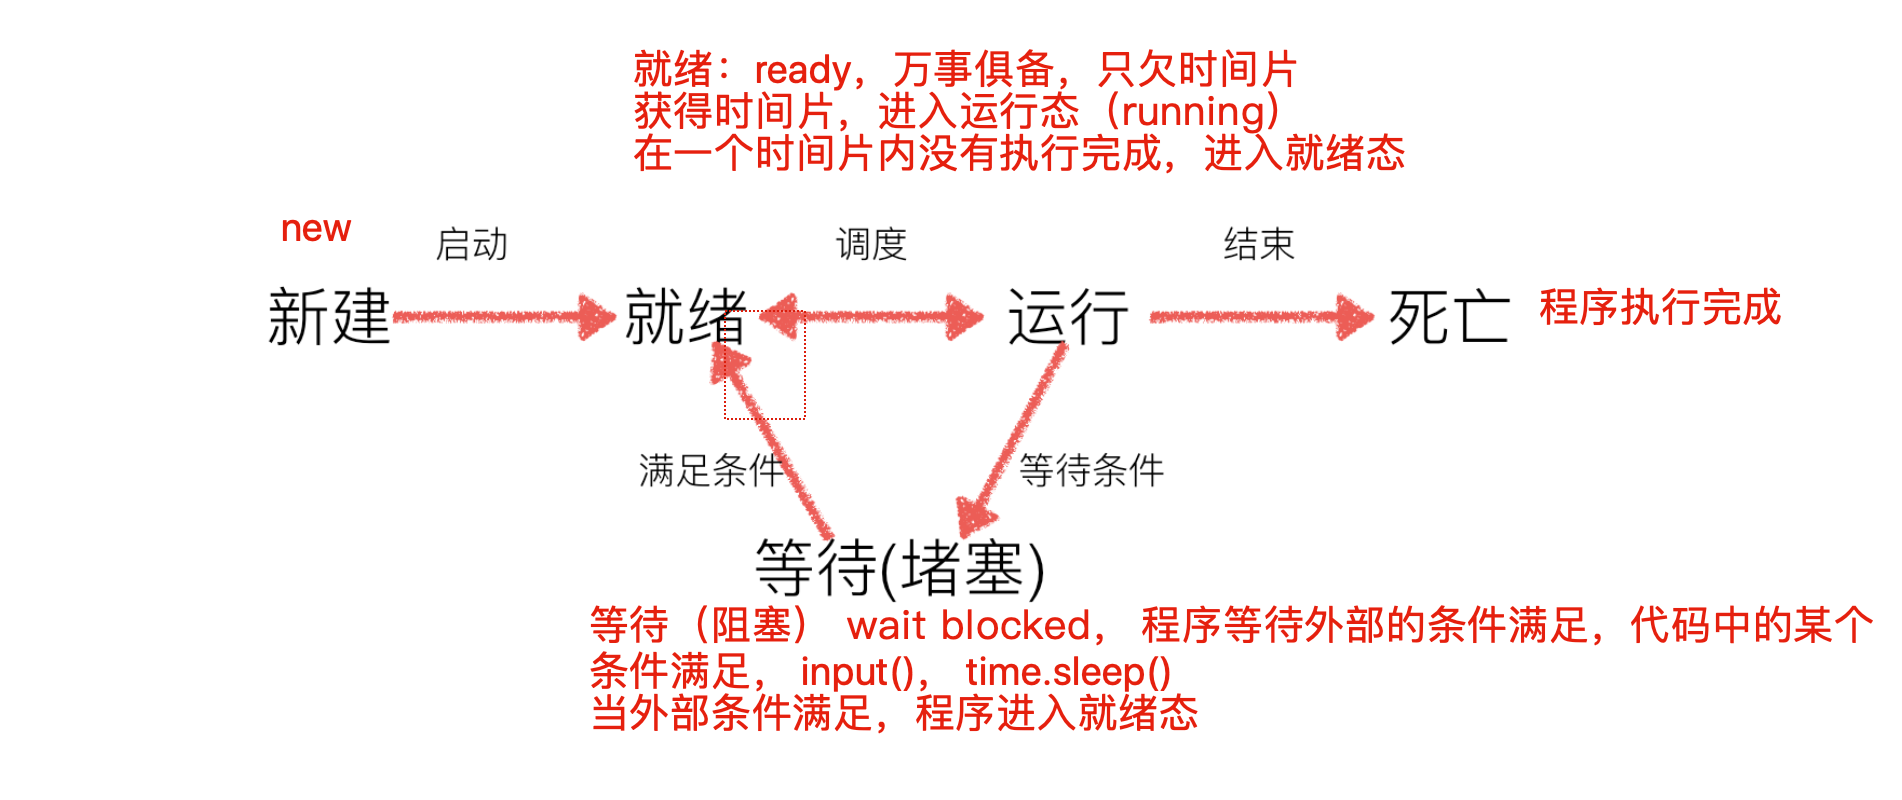 就绪：ready，万事俱备，只欠时间片
获得时间片，进入运行态（running）
在一个时间片内没有执行完成，进入就绪态
new
启动
调度
结束
新建
就绪
运行
死亡
程序执行完成
满足条件
等待条件
等待(堵塞)
等待（阻塞） wait blocked， 程序等待外部的条件满足，代码中的某个
条件满足， input()， time.sleep()
当外部条件满足，程序进入就绪态